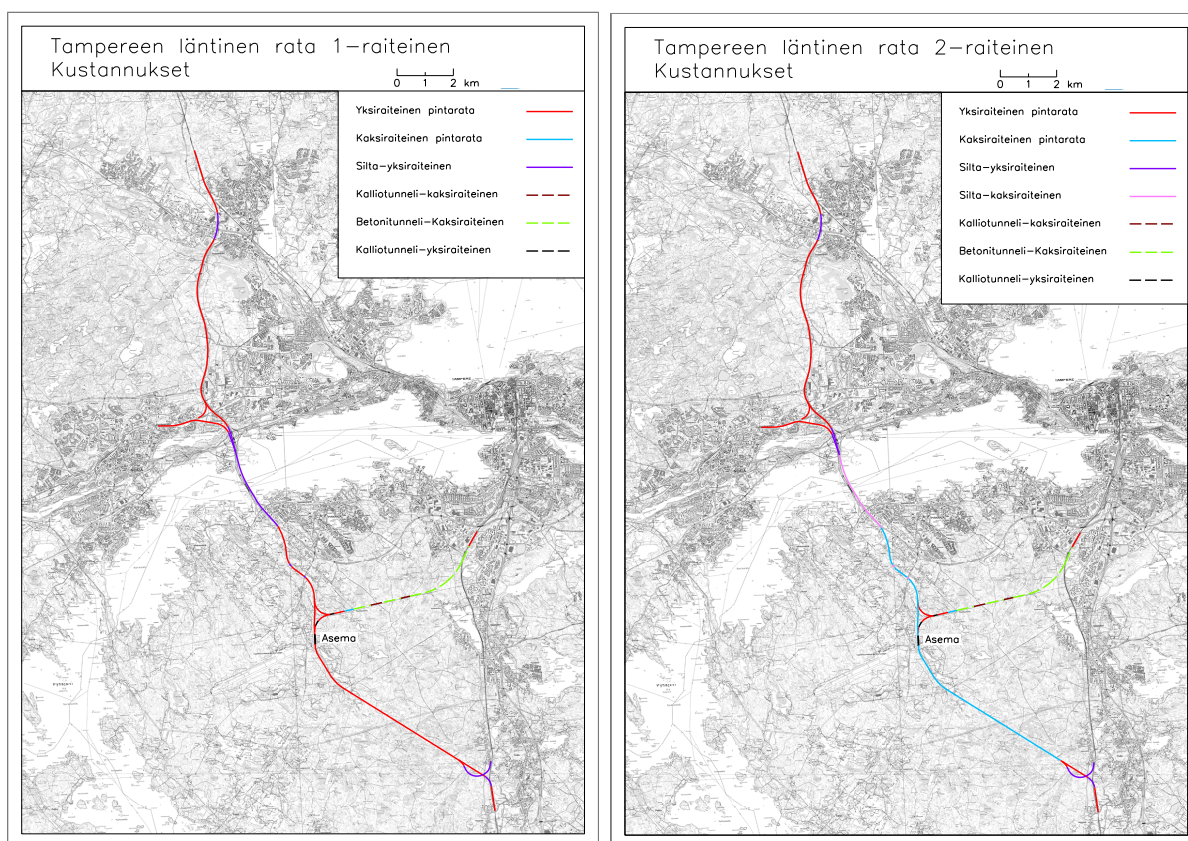 Tampereen läntinen rata 1-raiteinen
Kustannukset
0 1 2 km
Yksiraiteinen pintarata
Kaksiraiteinen pintarata
Silta-yksiraiteinen
Kalliotunneli-kaksiraiteinen
Betonitunneli-Kaksiraiteinen
Kalliotunneli-yksiraiteinen
Asema
Tampereen läntinen rata 2-raiteinen
Kustannukset
0 1 2 km
Yksiraiteinen pintarata
Kaksiraiteinen pintarata
Silta-yksiraiteinen
Silta-kaksiraiteinen
Kalliotunneli-kaksiraiteinen
Betonitunneli-Kaksiraiteinen
Kalliotunneli-yksiraiteinen
Asema